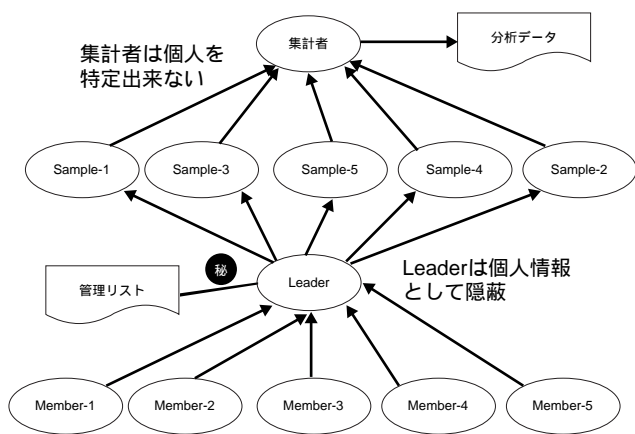 集計者
分析データ
集計者は個人を
特定出来ない
Sample-1
Sample-3
Sample-5
Sample-4
Sample-2
秘
管理リスト
Leader
Leaderは個人情報
として隠蔽
Member-1
Member-2
Member-3
Member-4
Member-5